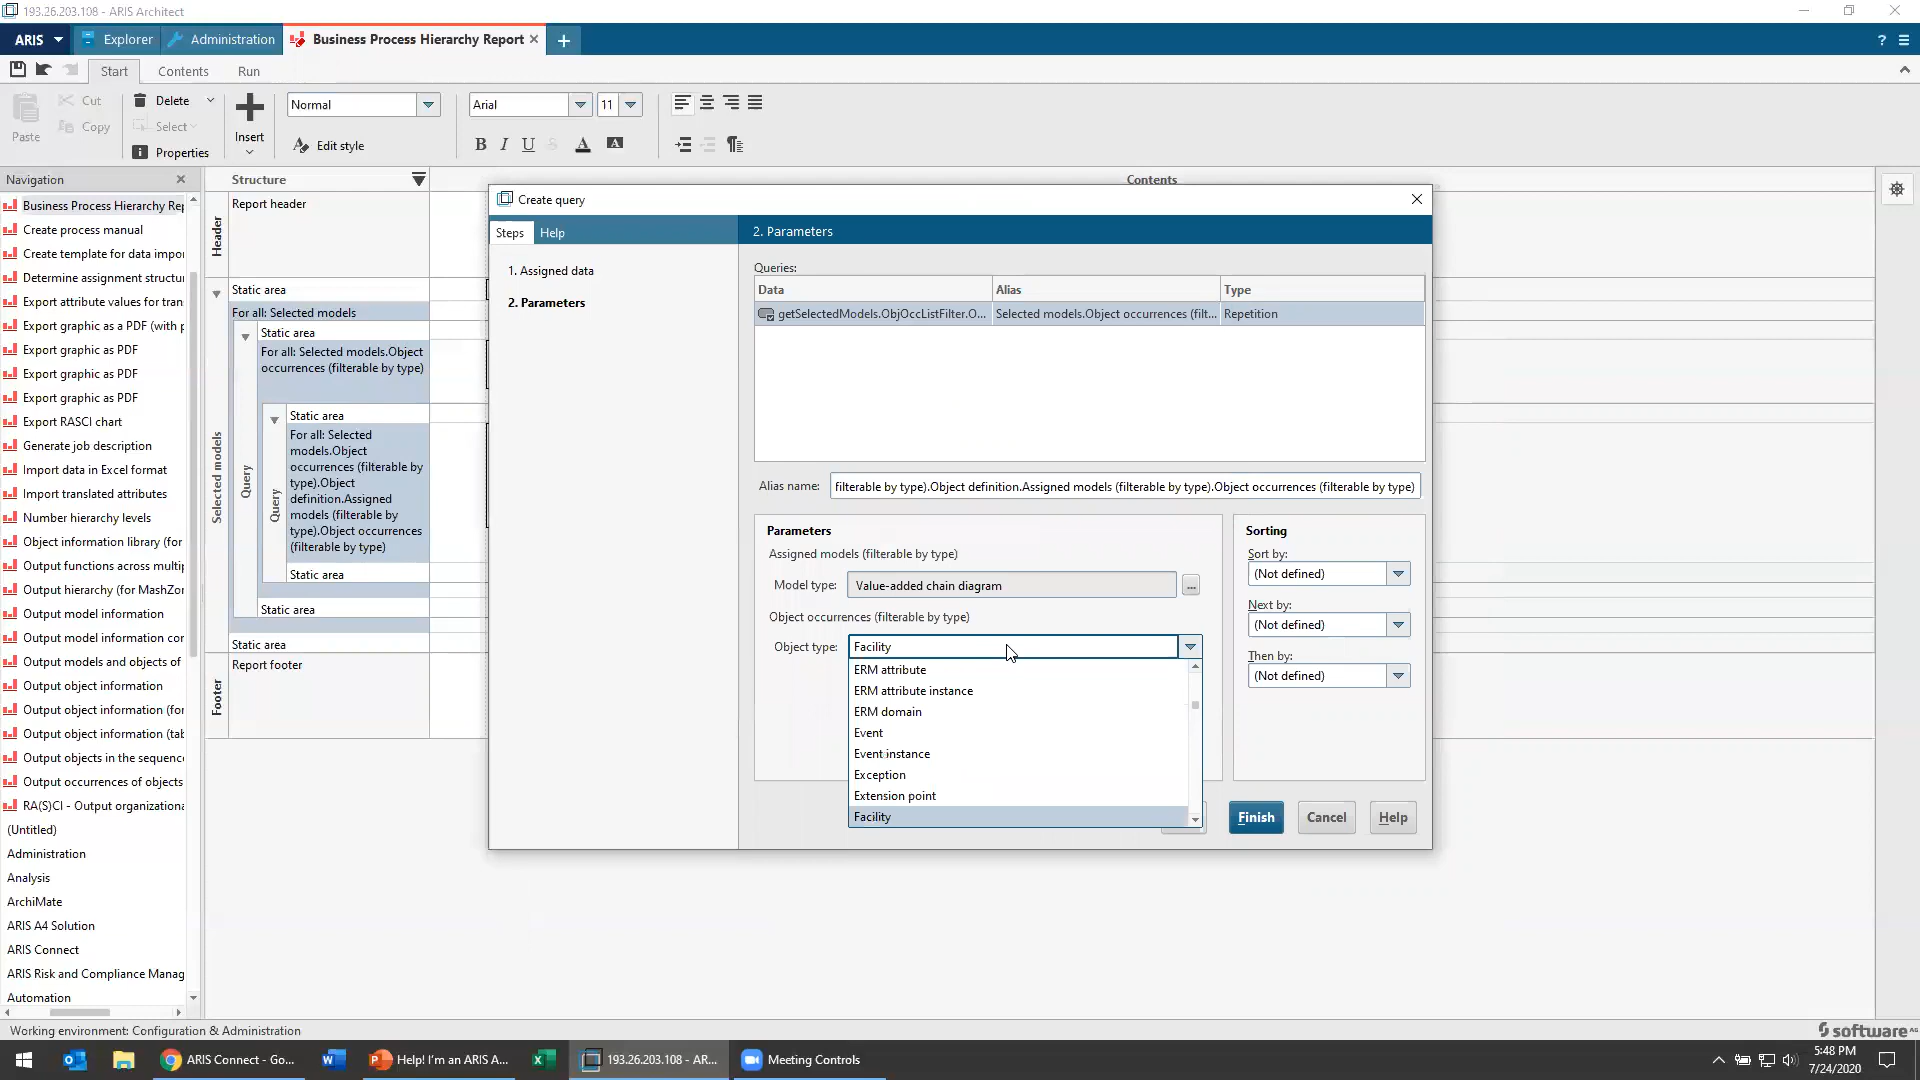 193.26.203.108 - ARIS Architect
ARIS
Explorer
Administration
Business Process Hierarchy Report
Start
Contents
Run
Paste
Cut
Copy
Delete
Select
Properties
Insert
Normal
Edit style
Arial
11
B I U S A A
Navigation
Structure
Contents
Business Process Hierarchy Rep
Create process manual
Create template for data impor
Determine assignment structur
Export attribute values for tran
Export graphic as a PDF (with p
Export graphic as PDF
Export graphic as PDF
Export graphic as PDF
Export RASCI chart
Generate job description
Import data in Excel format
Import translated attributes
Number hierarchy levels
Object information library (for
Output functions across multip
Output hierarchy (for MashZon
Output model information
Output model information con
Output models and objects of
Output object information
Output object information (for
Output object information (tab
Output objects in the sequence
Output occurrences of objects
RA(S)CI - Output organizationa
(Untitled)
Administration
Analysis
ArchiMate
ARIS A4 Solution
ARIS Connect
ARIS Risk and Compliance Manag
Automation
Header
Report header
Selected models
Static area
For all: Selected models
Query
Static area
For all: Selected models.Object
occurrences (filterable by type)
Query
Static area
For all: Selected
models.Object
occurrences (filterable by
type).Object
definition.Assigned
models (filterable by
type).Object occurrences
(filterable by type)
Static area
Static area
Static area
Footer
Report footer
Create query
Steps
Help
1. Assigned data
2. Parameters
2. Parameters
Queries:
Data
Alias
Type
getSelectedModels.ObjOccListFilter.O...
Selected models.Object occurrences (filt...
Repetition
Alias name:
filterable by type).Object definition.Assigned models (filterable by type).Object occurrences (filterable by type)
Parameters
Assigned models (filterable by type)
Model type:
Value-added chain diagram
...
Object occurrences (filterable by type)
Object type:
Facility
ERM attribute
ERM attribute instance
ERM domain
Event
Event instance
Exception
Extension point
Facility
Sorting
Sort by:
(Not defined)
Next by:
(Not defined)
Then by:
(Not defined)
Finish
Cancel
Help
Working environment: Configuration & Administration
software AG
ARIS Connect - Go...
Help! I'm an ARIS A...
193.26.203.108 - AR...
Meeting Controls
5:48 PM
7/24/2020